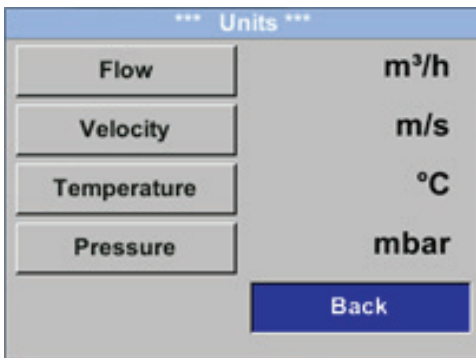 *** Units ***
Flow m³/h
Velocity m/s
Temperature °C
Pressure mbar
Back